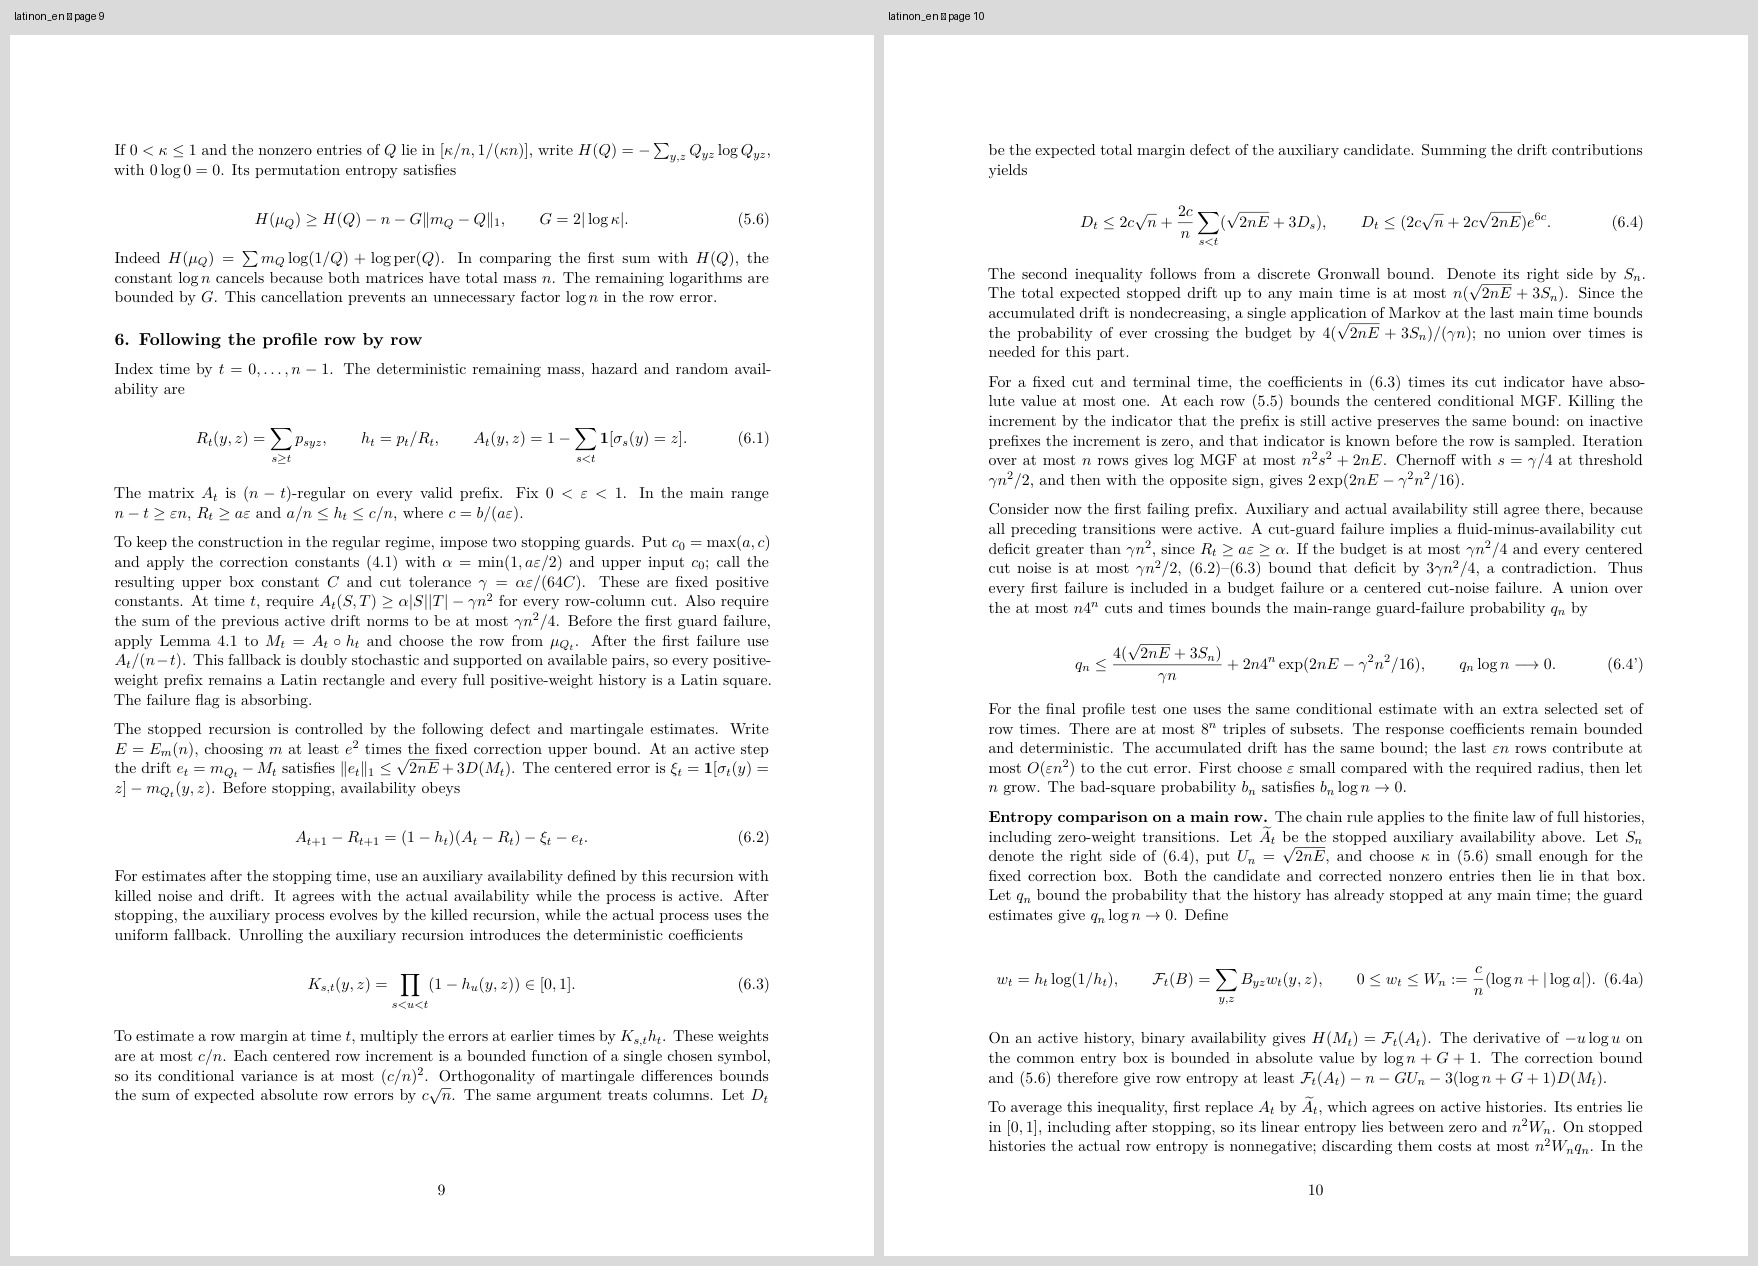 latinon_en page 9
If 0 < κ ≤ 1 and the nonzero entries of Q lie in [κ/n, 1/(κn)], write H(Q) = −∑_{y,z} Q_{yz} log Q_{yz},
with 0 log 0 = 0. Its permutation entropy satisfies
H(μ_Q) ≥ H(Q) − n − G‖m_Q − Q‖₁, G = 2| log κ|. (5.6)
Indeed H(μ_Q) = ∑ m_Q log(1/Q) + log per(Q). In comparing the first sum with H(Q), the
constant log n cancels because both matrices have total mass n. The remaining logarithms are
bounded by G. This cancellation prevents an unnecessary factor log n in the row error.
6. Following the profile row by row
Index time by t = 0, . . . , n − 1. The deterministic remaining mass, hazard and random avail-
ability are
R_t(y, z) = ∑_{s≥t} p_{syz}, h_t = p_t/R_t, A_t(y, z) = 1 − ∑_{s<t} 1[σ_s(y) = z]. (6.1)
The matrix A_t is (n − t)-regular on every valid prefix. Fix 0 < ε < 1. In the main range
n − t ≥ εn, R_t ≥ aε and a/n ≤ h_t ≤ c/n, where c = b/(aε).
To keep the construction in the regular regime, impose two stopping guards. Put c₀ = max(a, c)
and apply the correction constants (4.1) with α = min(1, aε/2) and upper input c₀; call the
resulting upper box constant C and cut tolerance γ = αε/(64C). These are fixed positive
constants. At time t, require A_t(S, T) ≥ α|S||T| − γn² for every row-column cut. Also require
the sum of the previous active drift norms to be at most γn²/4. Before the first guard failure,
apply Lemma 4.1 to M_t = A_t ∘ h_t and choose the row from μ_{Q_t}. After the first failure use
A_t/(n−t). This fallback is doubly stochastic and supported on available pairs, so every positive-
weight prefix remains a Latin rectangle and every full positive-weight history is a Latin square.
The failure flag is absorbing.
The stopped recursion is controlled by the following defect and martingale estimates. Write
E = E_m(n), choosing m at least e² times the fixed correction upper bound. At an active step
the drift e_t = m_{Q_t} − M_t satisfies ‖e_t‖₁ ≤ √(2nE) + 3D(M_t). The centered error is ξ_t = 1[σ_t(y) =
z] − m_{Q_t}(y, z). Before stopping, availability obeys
A_{t+1} − R_{t+1} = (1 − h_t)(A_t − R_t) − ξ_t − e_t. (6.2)
For estimates after the stopping time, use an auxiliary availability defined by this recursion with
killed noise and drift. It agrees with the actual availability while the process is active. After
stopping, the auxiliary process evolves by the killed recursion, while the actual process uses the
uniform fallback. Unrolling the auxiliary recursion introduces the deterministic coefficients
K_{s,t}(y, z) = ∏_{s<u<t} (1 − h_u(y, z)) ∈ [0, 1]. (6.3)
To estimate a row margin at time t, multiply the errors at earlier times by K_{s,t}h_t. These weights
are at most c/n. Each centered row increment is a bounded function of a single chosen symbol,
so its conditional variance is at most (c/n)². Orthogonality of martingale differences bounds
the sum of expected absolute row errors by c√n. The same argument treats columns. Let D_t
9
latinon_en page 10
be the expected total margin defect of the auxiliary candidate. Summing the drift contributions
yields
D_t ≤ 2c√n + (2c/n) ∑_{s<t} (√(2nE) + 3D_s), D_t ≤ (2c√n + 2c√(2nE))e^{6c}. (6.4)
The second inequality follows from a discrete Gronwall bound. Denote its right side by S_n.
The total expected stopped drift up to any main time is at most n(√(2nE) + 3S_n). Since the
accumulated drift is nondecreasing, a single application of Markov at the last main time bounds
the probability of ever crossing the budget by 4(√(2nE) + 3S_n)/(γn); no union over times is
needed for this part.
For a fixed cut and terminal time, the coefficients in (6.3) times its cut indicator have abso-
lute value at most one. At each row (5.5) bounds the centered conditional MGF. Killing the
increment by the indicator that the prefix is still active preserves the same bound: on inactive
prefixes the increment is zero, and that indicator is known before the row is sampled. Iteration
over at most n rows gives log MGF at most n²s² + 2nE. Chernoff with s = γ/4 at threshold
γn²/2, and then with the opposite sign, gives 2 exp(2nE − γ²n²/16).
Consider now the first failing prefix. Auxiliary and actual availability still agree there, because
all preceding transitions were active. A cut-guard failure implies a fluid-minus-availability cut
deficit greater than γn², since R_t ≥ aε ≥ α. If the budget is at most γn²/4 and every centered
cut noise is at most γn²/2, (6.2)–(6.3) bound that deficit by 3γn²/4, a contradiction. Thus
every first failure is included in a budget failure or a centered cut-noise failure. A union over
the at most n4ⁿ cuts and times bounds the main-range guard-failure probability q_n by
q_n ≤ 4(√(2nE) + 3S_n)/(γn) + 2n4ⁿ exp(2nE − γ²n²/16), q_n log n ⟶ 0. (6.4')
For the final profile test one uses the same conditional estimate with an extra selected set of
row times. There are at most 8ⁿ triples of subsets. The response coefficients remain bounded
and deterministic. The accumulated drift has the same bound; the last εn rows contribute at
most O(εn²) to the cut error. First choose ε small compared with the required radius, then let
n grow. The bad-square probability b_n satisfies b_n log n → 0.
Entropy comparison on a main row. The chain rule applies to the finite law of full histories,
including zero-weight transitions. Let Ã_t be the stopped auxiliary availability above. Let S_n
denote the right side of (6.4), put U_n = √(2nE), and choose κ in (5.6) small enough for the
fixed correction box. Both the candidate and corrected nonzero entries then lie in that box.
Let q_n bound the probability that the history has already stopped at any main time; the guard
estimates give q_n log n → 0. Define
w_t = h_t log(1/h_t), ℱ_t(B) = ∑_{y,z} B_{yz}w_t(y, z), 0 ≤ w_t ≤ W_n := (c/n)(log n + | log a|). (6.4a)
On an active history, binary availability gives H(M_t) = ℱ_t(A_t). The derivative of −u log u on
the common entry box is bounded in absolute value by log n + G + 1. The correction bound
and (5.6) therefore give row entropy at least ℱ_t(A_t) − n − GU_n − 3(log n + G + 1)D(M_t).
To average this inequality, first replace A_t by Ã_t, which agrees on active histories. Its entries lie
in [0, 1], including after stopping, so its linear entropy lies between zero and n²W_n. On stopped
histories the actual row entropy is nonnegative; discarding them costs at most n²W_nq_n. In the
10